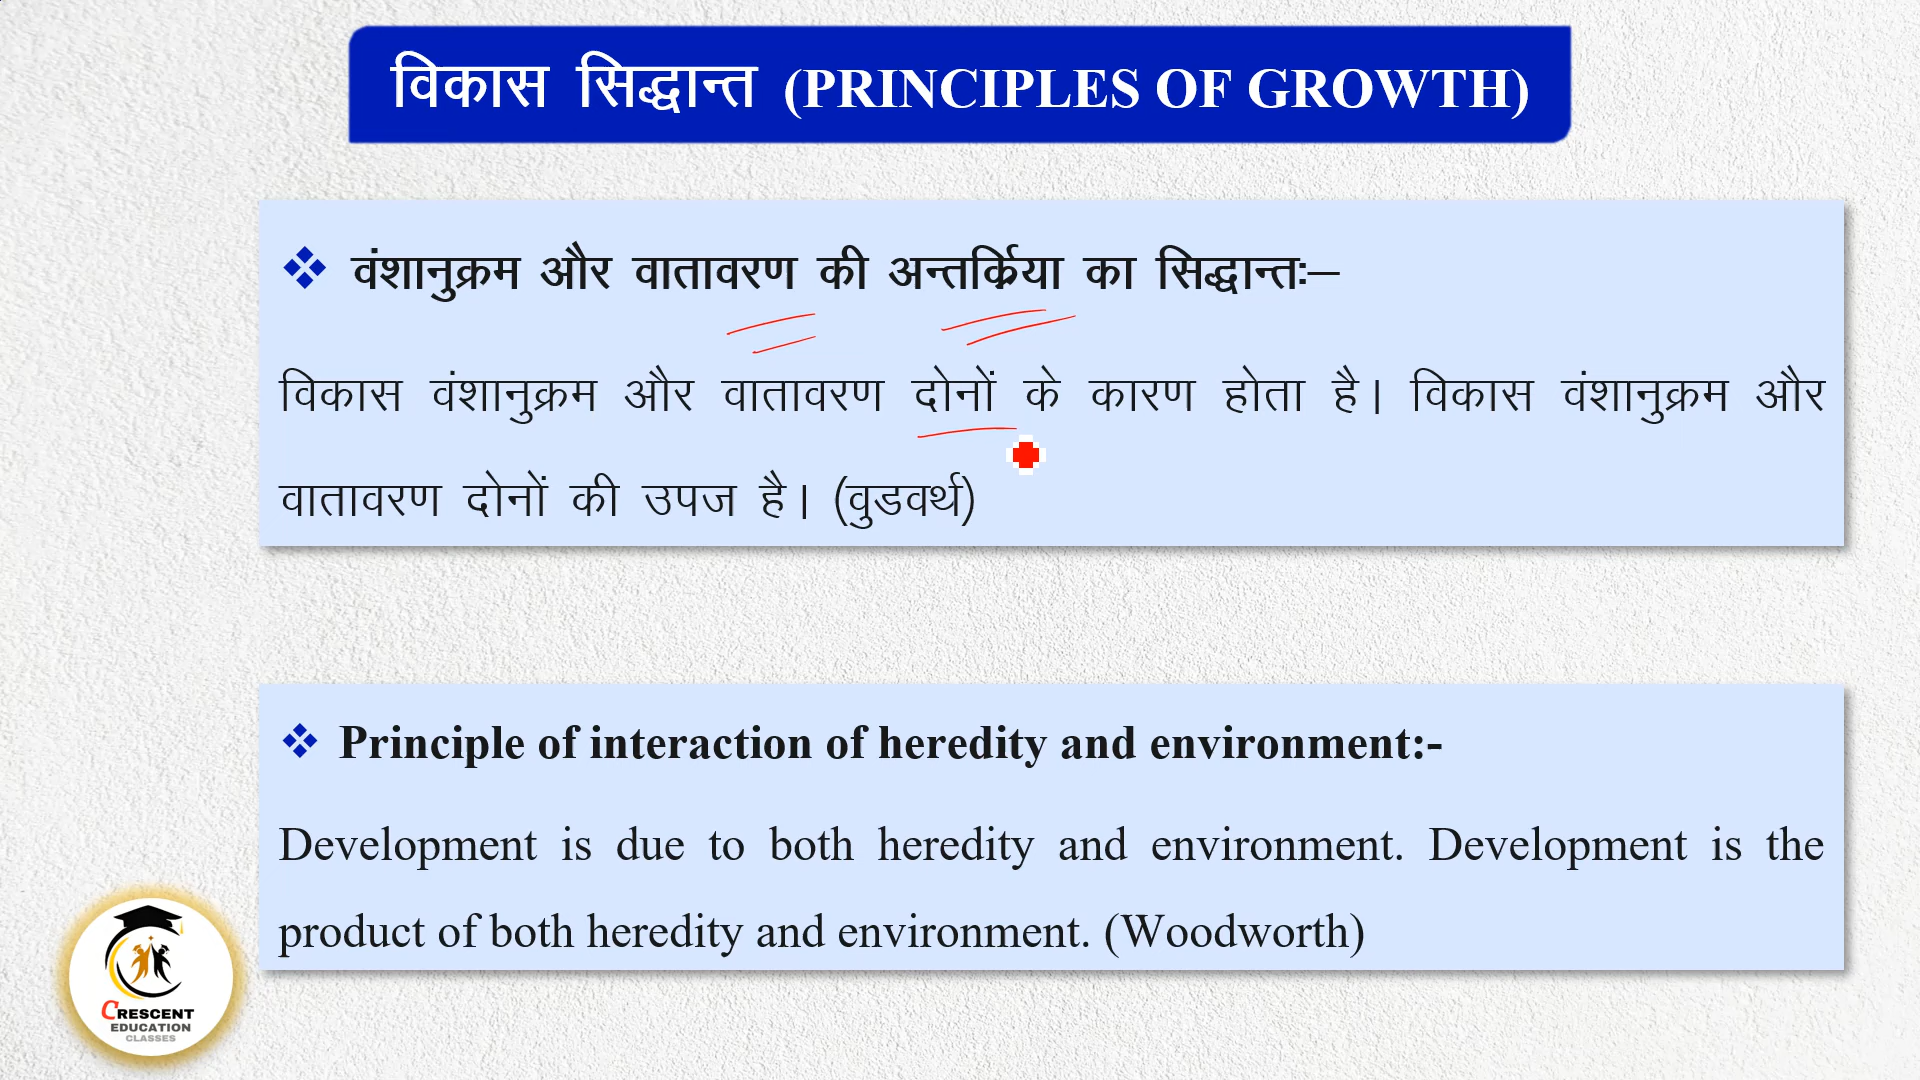 विकास सिद्धान्त (PRINCIPLES OF GROWTH)
❖ वंशानुक्रम और वातावरण की अन्तर्क्रिया का सिद्धान्तः–
विकास वंशानुक्रम और वातावरण दोनों के कारण होता है। विकास वंशानुक्रम और
वातावरण दोनों की उपज है। (वुडवर्थ)
❖ Principle of interaction of heredity and environment:-
Development is due to both heredity and environment. Development is the
product of both heredity and environment. (Woodworth)
CRESCENT
EDUCATION
CLASSES